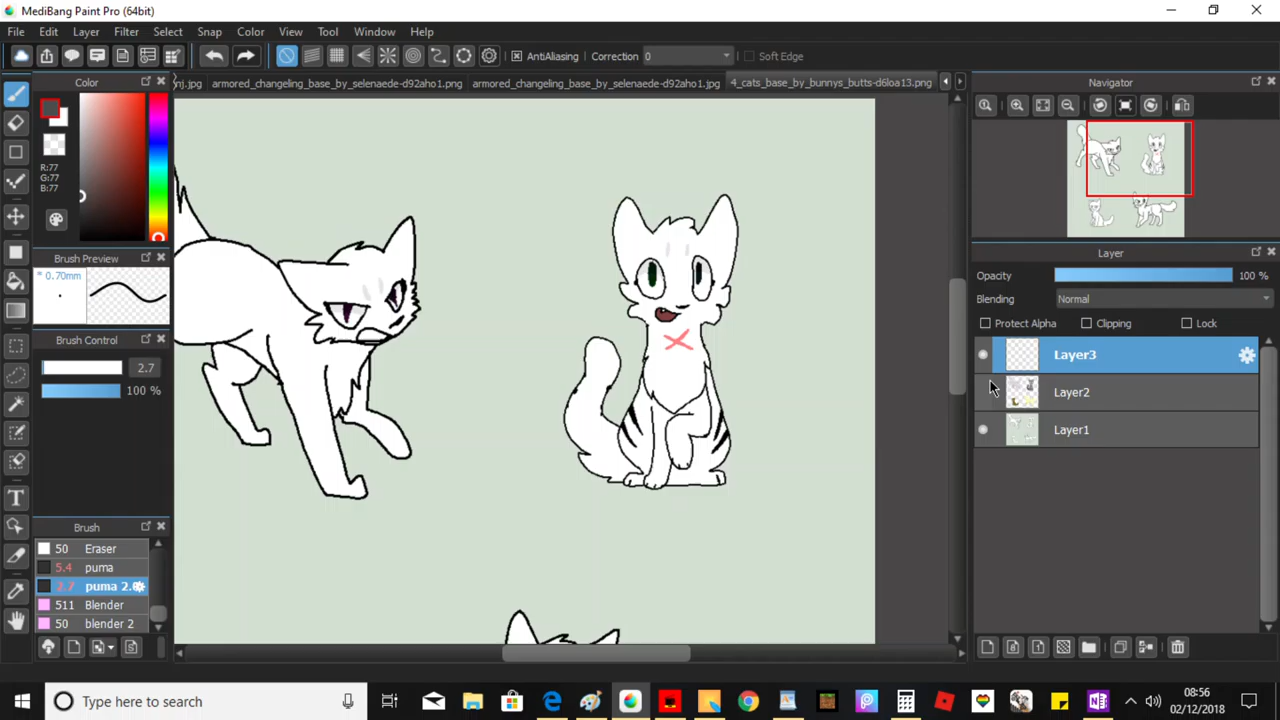 MediBang Paint Pro (64bit)
File Edit Layer Filter Select Snap Color View Tool Window Help
AntiAliasing Correction 0 Soft Edge
Color
nj.jpg armored_changeling_base_by_selenaede-d92aho1.png armored_changeling_base_by_selenaede-d92aho1.png 4_cats_base_by_bunnys_butts-d6loa13.png
Navigator
R:77
G:77
B:77
Brush Preview
* 0.70mm
Layer
Opacity 100 %
Blending Normal
Protect Alpha Clipping Lock
Brush Control
2.7
100 %
Layer3
Layer2
Layer1
Brush
50 Eraser
5.4 puma
2.7 puma 2.0
511 Blender
50 blender 2
Type here to search
08:56
02/12/2018